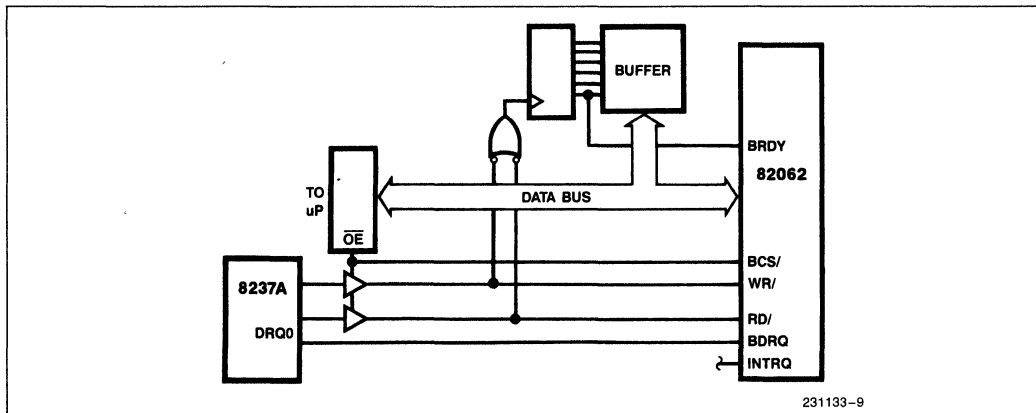 BUFFER
BRDY
82062
TO
uP
DATA BUS
OE
BCS/
8237A
WR/
DRQ0
RD/
BDRQ
INTRQ
231133-9